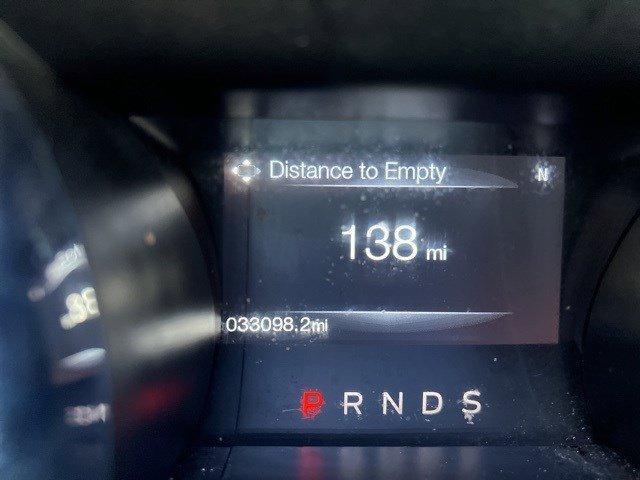 Distance to Empty N
138 mi
033098.2mi
P R N D S